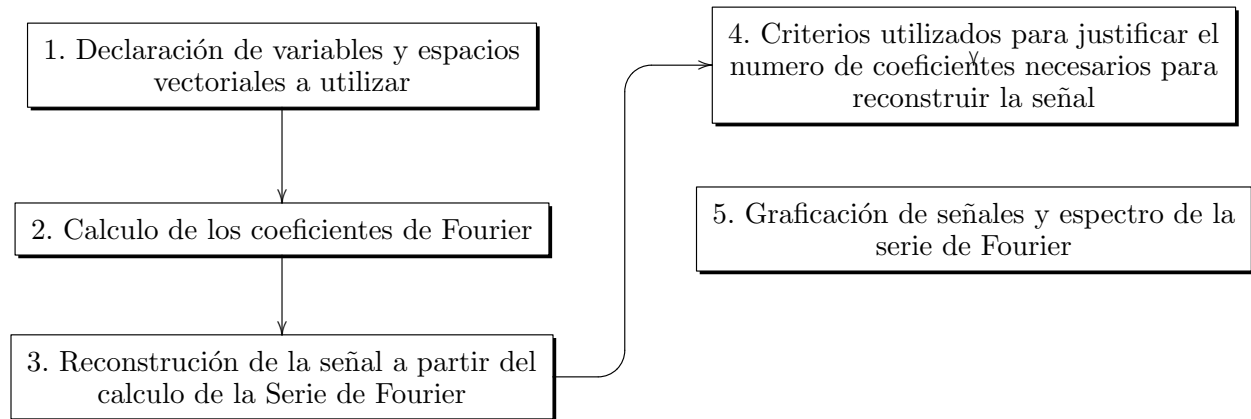 1. Declaración de variables y espacios
vectoriales a utilizar
2. Calculo de los coeficientes de Fourier
3. Reconstrución de la señal a partir del
calculo de la Serie de Fourier
4. Criterios utilizados para justificar el
numero de coeficientes necesarios para
reconstruir la señal
5. Graficación de señales y espectro de la
serie de Fourier